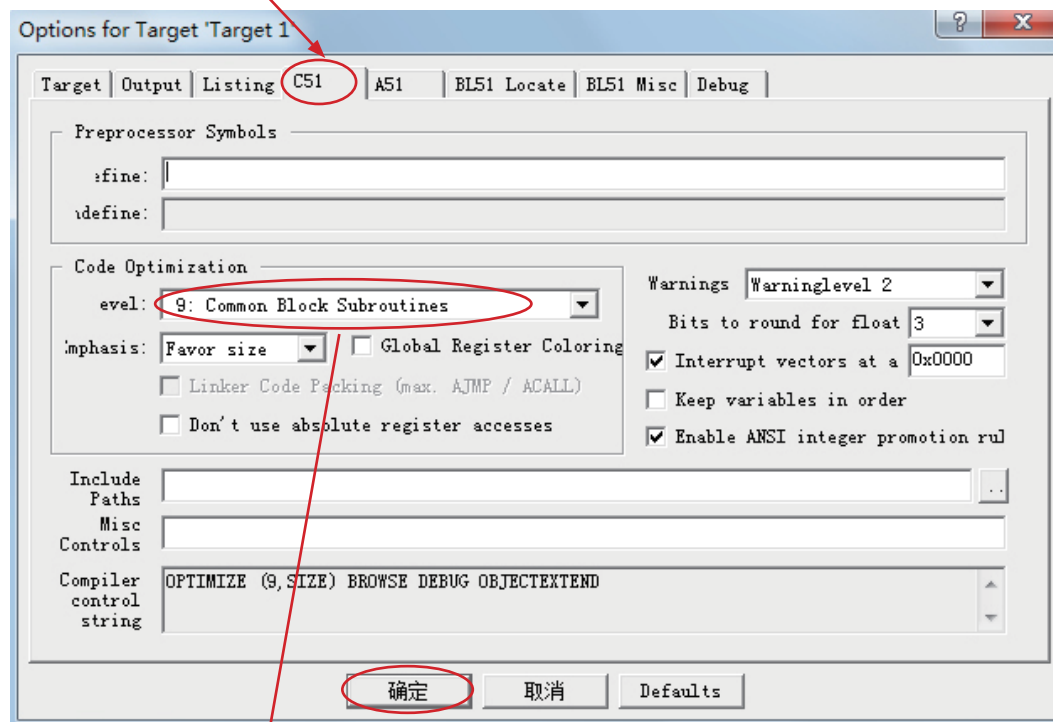 Options for Target 'Target 1'
Target Output Listing C51 A51 BL51 Locate BL51 Misc Debug
Preprocessor Symbols
efine:
define:
Code Optimization
evel: 9: Common Block Subroutines
mphasis: Favor size Global Register Coloring
Linker Code Packing (max. AJMP / ACALL)
Don't use absolute register accesses
Warnings Warninglevel 2
Bits to round for float 3
Interrupt vectors at a 0x0000
Keep variables in order
Enable ANSI integer promotion rul
Include Paths
..
Misc Controls
Compiler control string
OPTIMIZE (9,SIZE) BROWSE DEBUG OBJECTEXTEND
确定 取消 Defaults